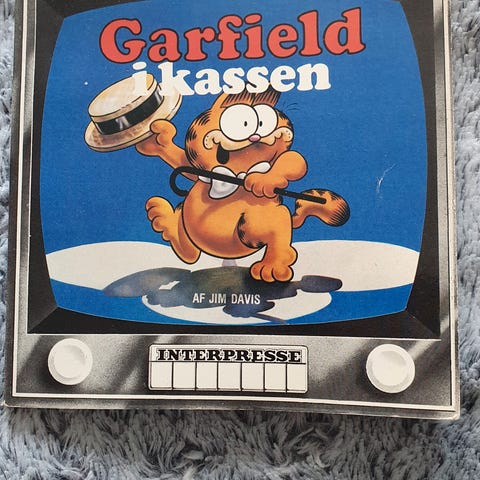 Garfield
i kassen
AF JIM DAVIS
INTERPRESSE